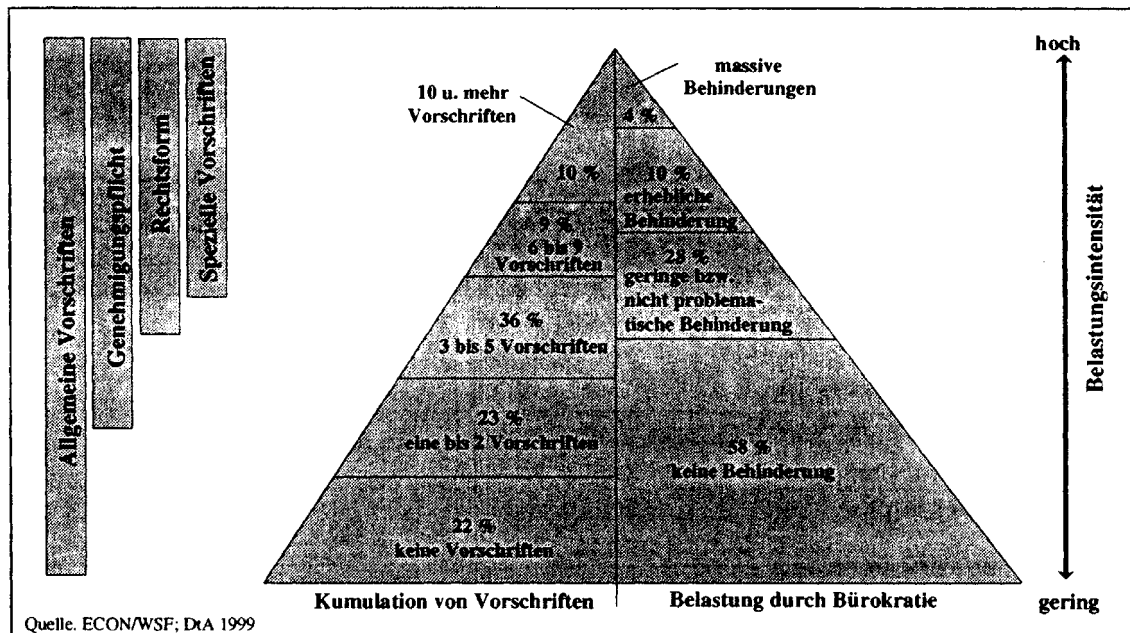 Allgemeine Vorschriften
Genehmigungspflicht
Rechtsform
Spezielle Vorschriften
10 u. mehr
Vorschriften
10 %
9 %
6 bis 9
Vorschriften
36 %
3 bis 5 Vorschriften
23 %
eine bis 2 Vorschriften
22 %
keine Vorschriften
massive
Behinderungen
4 %
10 %
erhebliche
Behinderung
28 %
geringe bzw.
nicht problema-
tische Behinderung
58 %
keine Behinderung
hoch
Belastungsintensität
gering
Kumulation von Vorschriften
Belastung durch Bürokratie
Quelle. ECON/WSF; DtA 1999